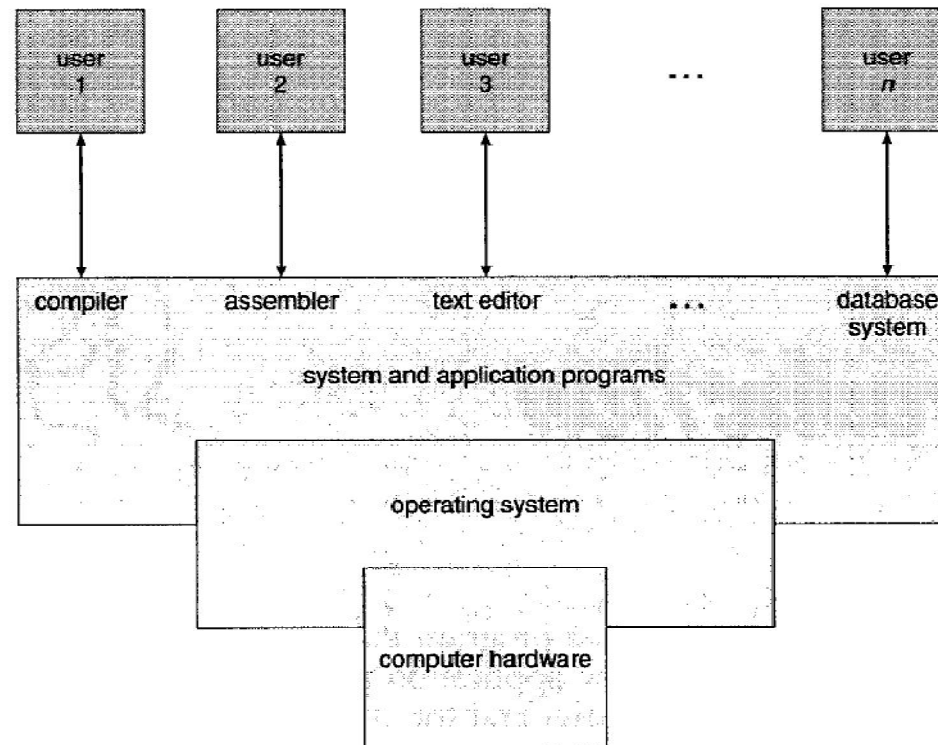 user
1
user
2
user
3
...
user
n
compiler
assembler
text editor
...
database
system
system and application programs
operating system
computer hardware